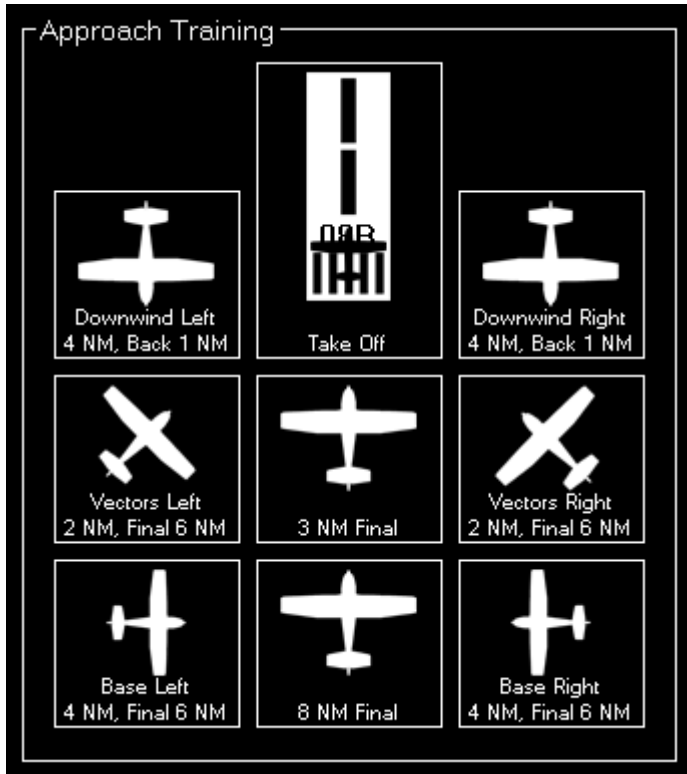 Approach Training
Take Off
Downwind Left
4 NM, Back 1 NM
Downwind Right
4 NM, Back 1 NM
Vectors Left
2 NM, Final 6 NM
3 NM Final
Vectors Right
2 NM, Final 6 NM
Base Left
4 NM, Final 6 NM
8 NM Final
Base Right
4 NM, Final 6 NM